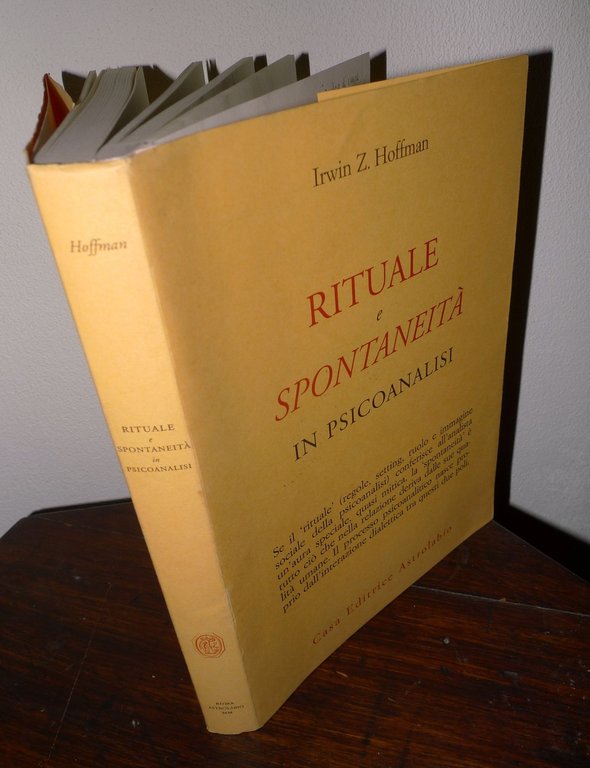 Hoffman
RITUALE
e
SPONTANEITÀ
in
PSICOANALISI
ROMA
ASTROLABIO
Irwin Z. Hoffman
RITUALE
e
SPONTANEITÀ
IN PSICOANALISI
Se il 'rituale' (regole, setting, ruolo e immagine
sociale della psicoanalisi) conferisce all'analista
un'aura speciale, quasi mitica, la 'spontaneità' è
tutto ciò che nella relazione deriva dalle sue qua-
lità umane. Il processo psicoanalitico nasce pro-
prio dall'interazione dialettica tra questi due poli.
Casa Editrice Astrolabio